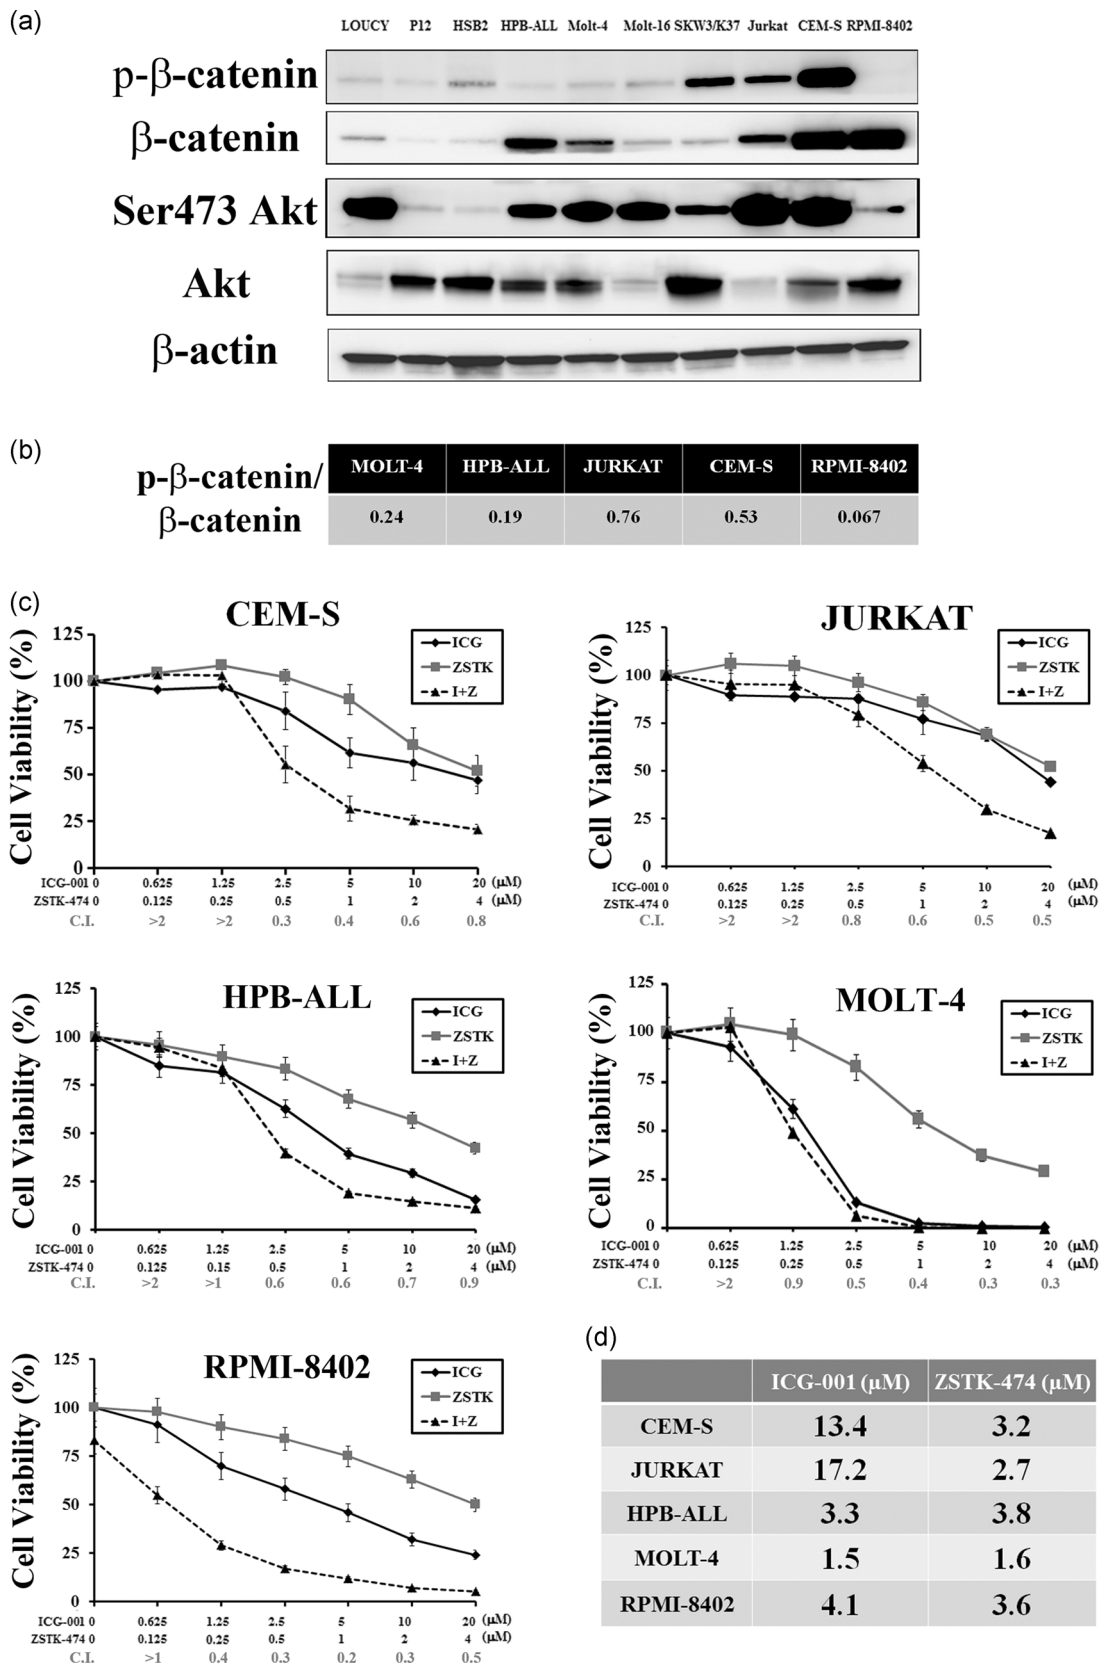 (a)
LOUCY P12 HSB2 HPB-ALL Molt-4 Molt-16 SKW3/K37 Jurkat CEM-S RPMI-8402
p-β-catenin
β-catenin
Ser473 Akt
Akt
β-actin
(b)
p-β-catenin/
β-catenin
MOLT-4 HPB-ALL JURKAT CEM-S RPMI-8402
0.24 0.19 0.76 0.53 0.067
(c)
CEM-S
Cell Viability (%)
125
100
75
50
25
0
ICG
ZSTK
I+Z
ICG-001 0 0.625 1.25 2.5 5 10 20 (μM)
ZSTK-474 0 0.125 0.25 0.5 1 2 4 (μM)
C.I. >2 >2 0.3 0.4 0.6 0.8
JURKAT
Cell Viability (%)
125
100
75
50
25
0
ICG
ZSTK
I+Z
ICG-001 0 0.625 1.25 2.5 5 10 20 (μM)
ZSTK-474 0 0.125 0.25 0.5 1 2 4 (μM)
C.I. >2 >2 0.8 0.6 0.5 0.5
HPB-ALL
Cell Viability (%)
125
100
75
50
25
0
ICG
ZSTK
I+Z
ICG-001 0 0.625 1.25 2.5 5 10 20 (μM)
ZSTK-474 0 0.125 0.15 0.5 1 2 4 (μM)
C.I. >2 >1 0.6 0.6 0.7 0.9
MOLT-4
Cell Viability (%)
125
100
75
50
25
0
ICG
ZSTK
I+Z
ICG-001 0 0.625 1.25 2.5 5 10 20 (μM)
ZSTK-474 0 0.125 0.25 0.5 1 2 4 (μM)
C.I. >2 0.9 0.5 0.4 0.3 0.3
RPMI-8402
Cell Viability (%)
125
100
75
50
25
0
ICG
ZSTK
I+Z
ICG-001 0 0.625 1.25 2.5 5 10 20 (μM)
ZSTK-474 0 0.125 0.25 0.5 1 2 4 (μM)
C.I. >1 0.4 0.3 0.2 0.3 0.5
(d)
ICG-001 (μM) ZSTK-474 (μM)
CEM-S 13.4 3.2
JURKAT 17.2 2.7
HPB-ALL 3.3 3.8
MOLT-4 1.5 1.6
RPMI-8402 4.1 3.6